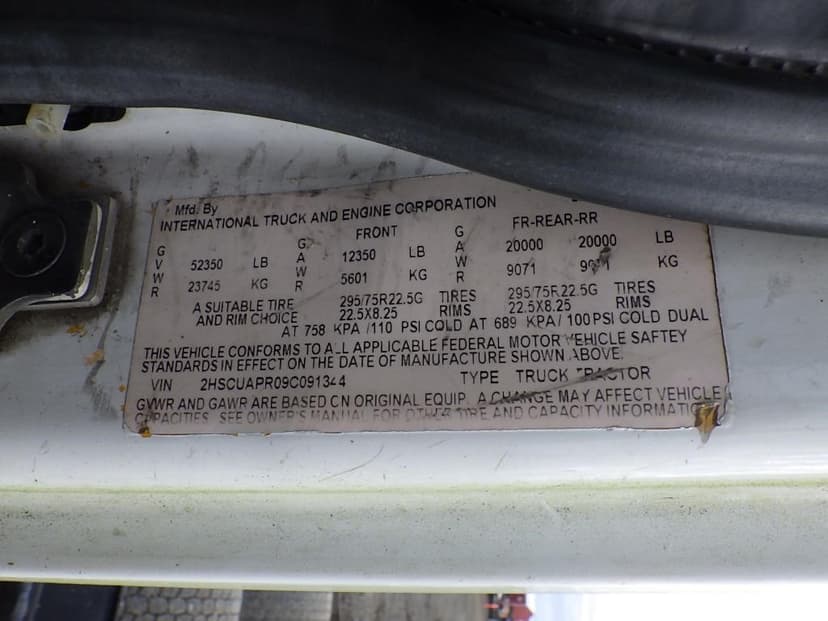 Mfd. By
INTERNATIONAL TRUCK AND ENGINE CORPORATION
G V W R 52350 LB 23745 KG
FRONT G A W R 12350 LB 5601 KG
FR-REAR-RR G A W R 20000 20000 LB 9071 9071 KG
A SUITABLE TIRE 295/75R22.5G TIRES 295/75R22.5G TIRES
AND RIM CHOICE 22.5X8.25 RIMS 22.5X8.25 RIMS
AT 758 KPA /110 PSI COLD AT 689 KPA/100 PSI COLD DUAL
THIS VEHICLE CONFORMS TO ALL APPLICABLE FEDERAL MOTOR VEHICLE SAFTEY
STANDARDS IN EFFECT ON THE DATE OF MANUFACTURE SHOWN ABOVE.
VIN 2HSCUAPR09C091344 TYPE TRUCK TRACTOR
GVWR AND GAWR ARE BASED ON ORIGINAL EQUIP. A CHANGE MAY AFFECT VEHICLE
CAPACITIES. SEE OWNER'S MANUAL FOR OTHER TIRE AND CAPACITY INFORMATION